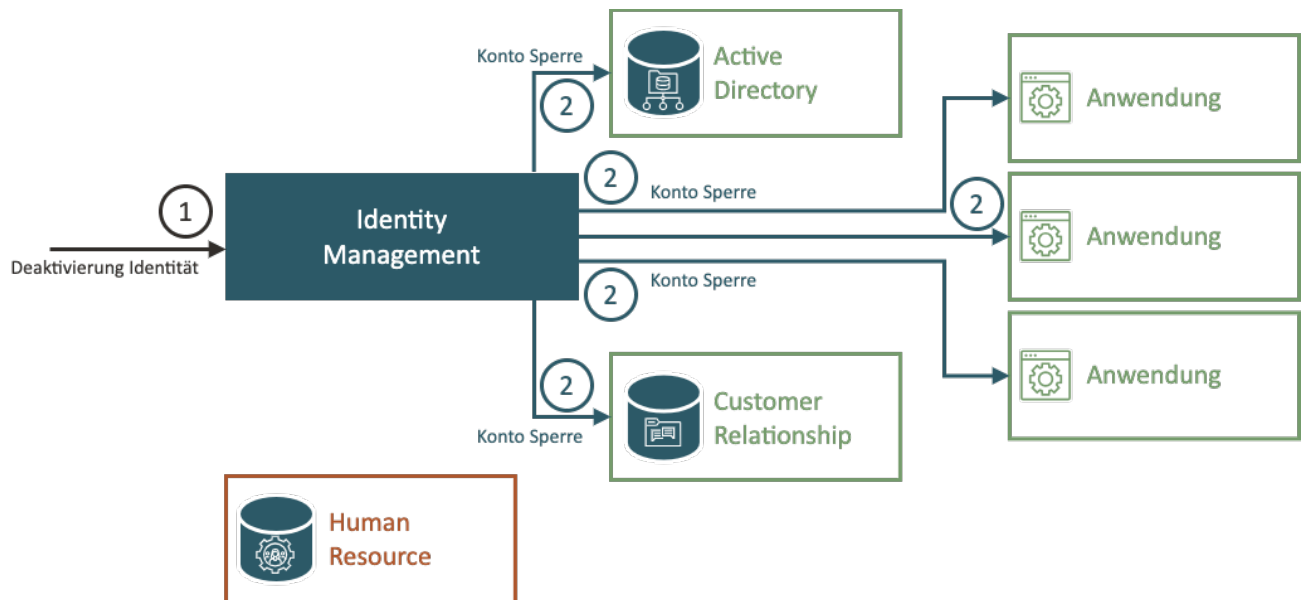 Konto Sperre
2
Active
Directory
Anwendung
1
Identity
Management
2
Konto Sperre
2
Anwendung
Deaktivierung Identität
2
Konto Sperre
Anwendung
2
Konto Sperre
Customer
Relationship
Human
Resource